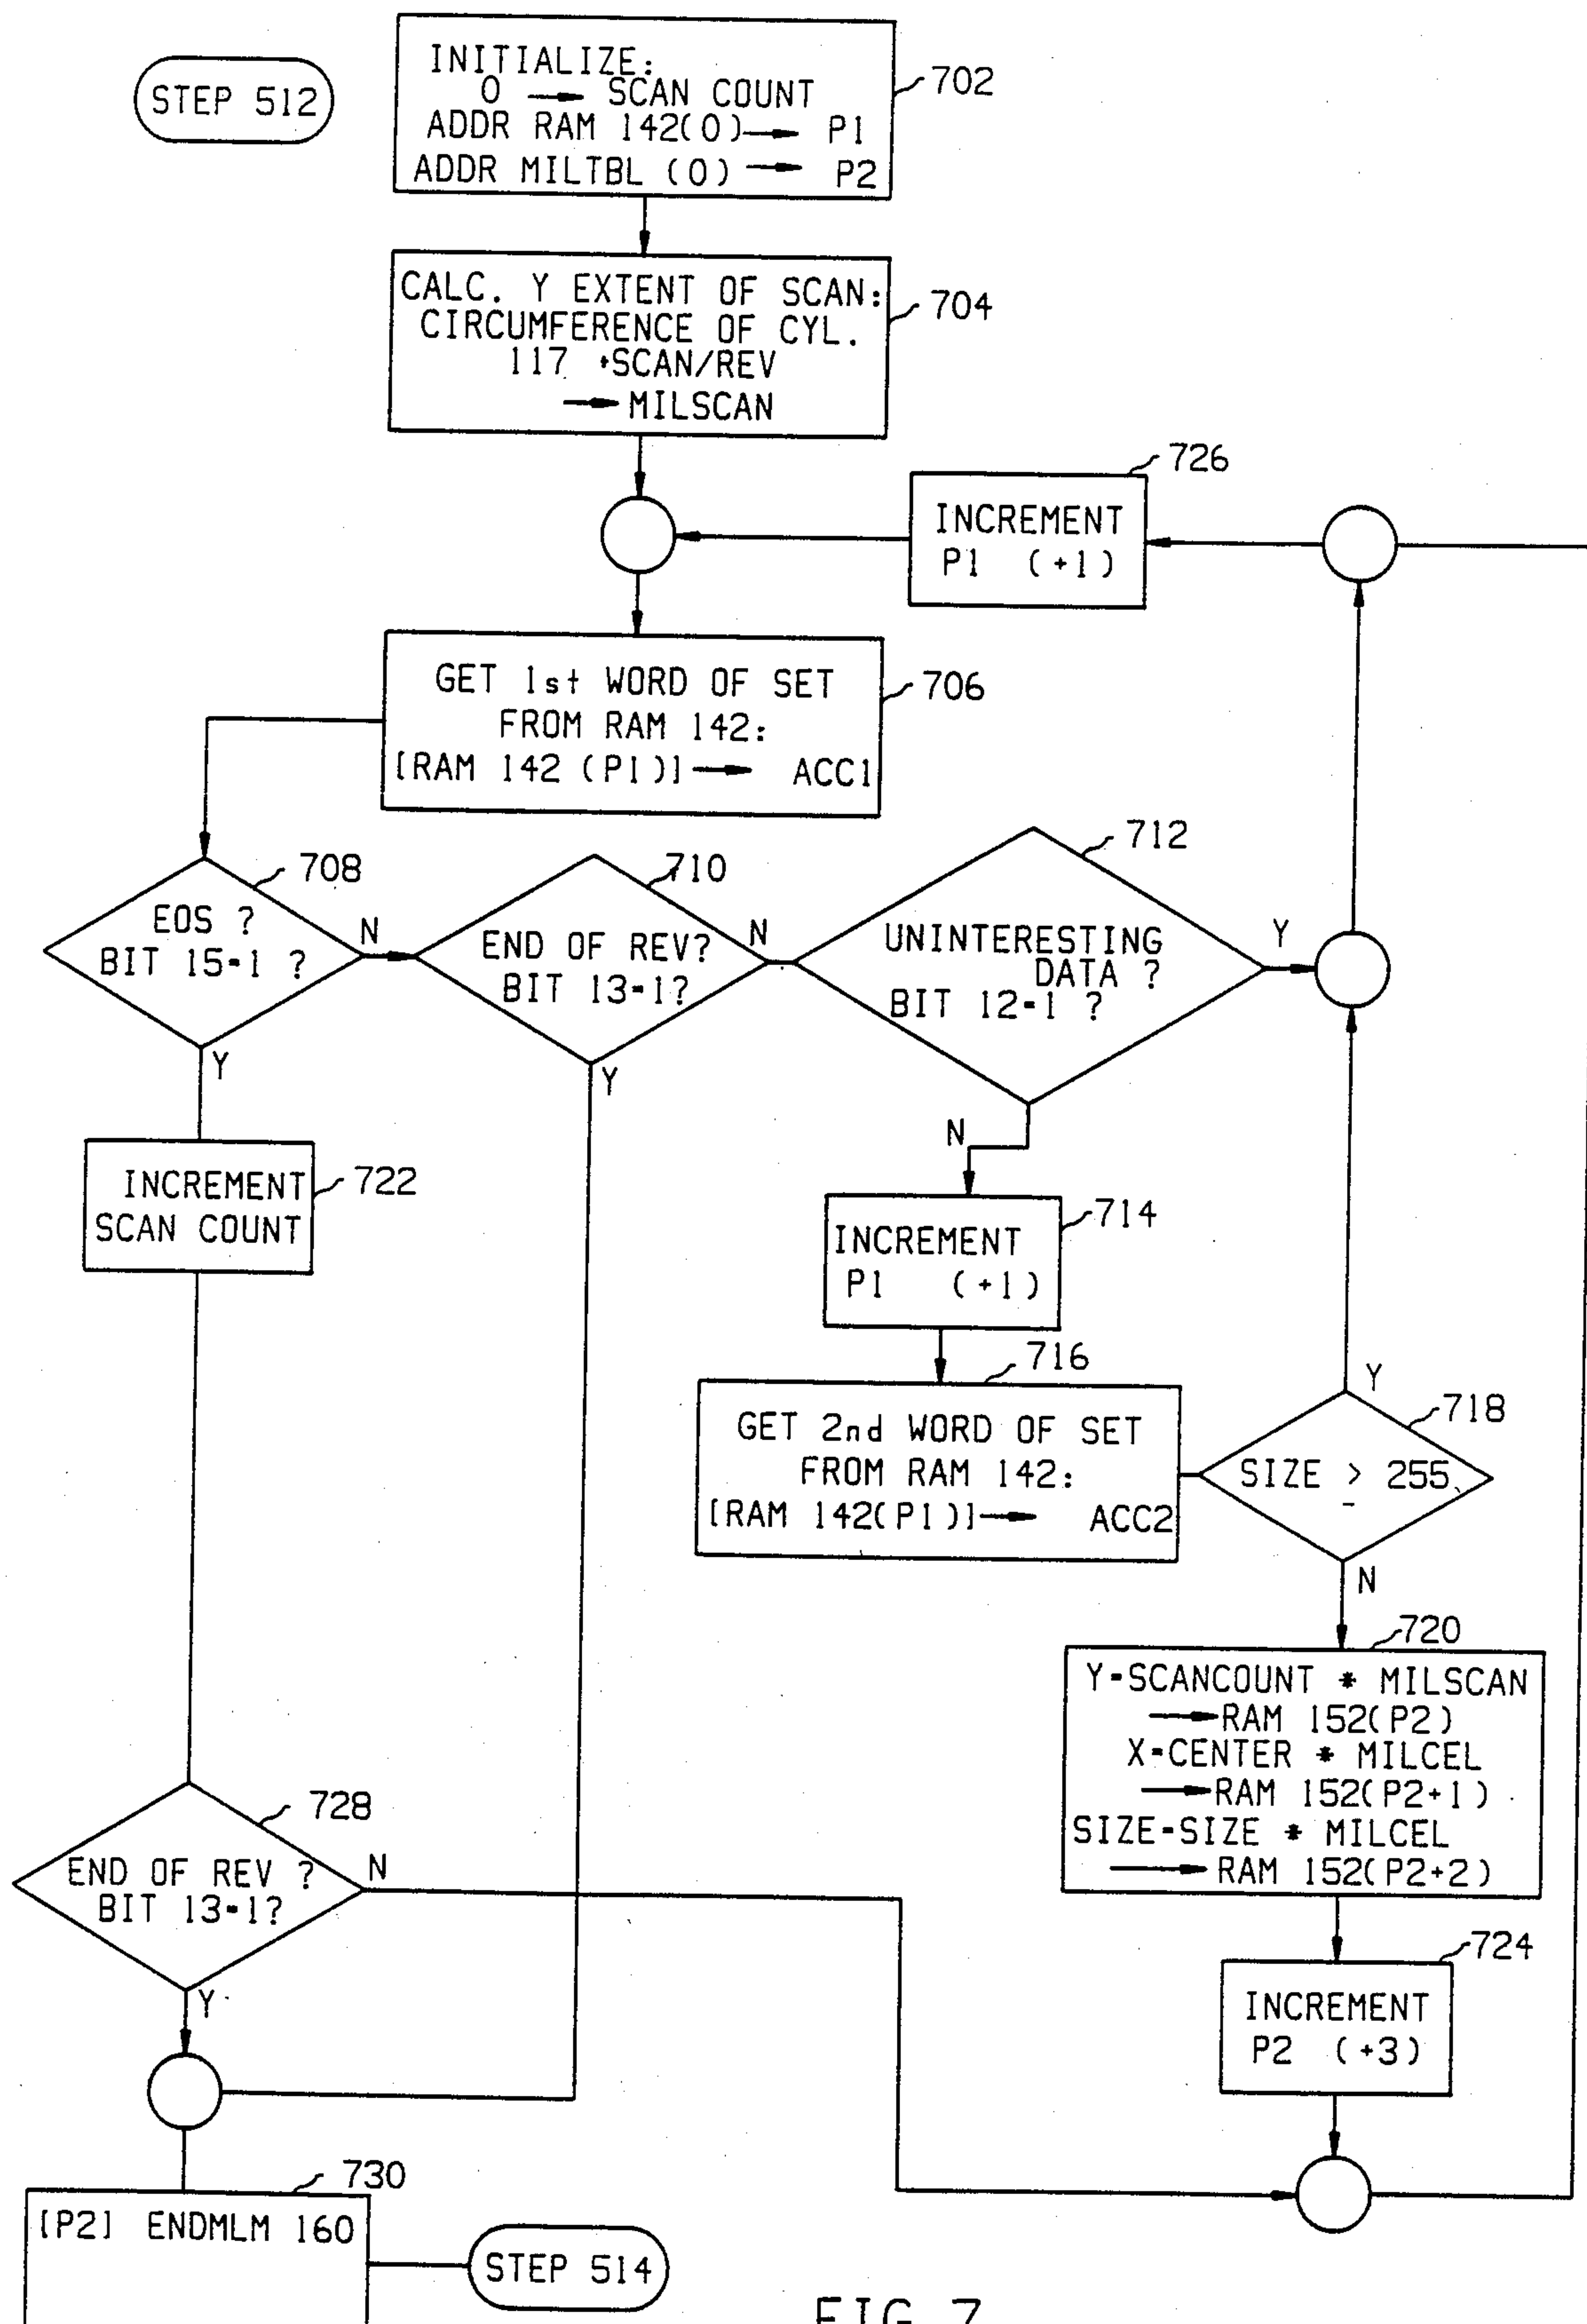 STEP 512
INITIALIZE:
0 → SCAN COUNT
ADDR RAM 142(0) → P1
ADDR MILTBL (0) → P2
702
CALC. Y EXTENT OF SCAN:
CIRCUMFERENCE OF CYL.
117 +SCAN/REV
→ MILSCAN
704
726
INCREMENT
P1 (+1)
GET 1st WORD OF SET
FROM RAM 142:
[RAM 142 (P1)] → ACC1
706
708
EOS ?
BIT 15=1 ?
N
Y
710
END OF REV?
BIT 13=1?
N
Y
712
UNINTERESTING
DATA ?
BIT 12=1 ?
Y
N
INCREMENT
SCAN COUNT
722
INCREMENT
P1 (+1)
714
716
GET 2nd WORD OF SET
FROM RAM 142:
[RAM 142(P1)] → ACC2
Y
718
SIZE ≥ 255
N
720
Y=SCANCOUNT * MILSCAN
→ RAM 152(P2)
X=CENTER * MILCEL
→ RAM 152(P2+1)
SIZE=SIZE * MILCEL
→ RAM 152(P2+2)
728
END OF REV ?
BIT 13=1?
N
Y
724
INCREMENT
P2 (+3)
730
[P2] ENDMLM 160
STEP 514
FIG 7